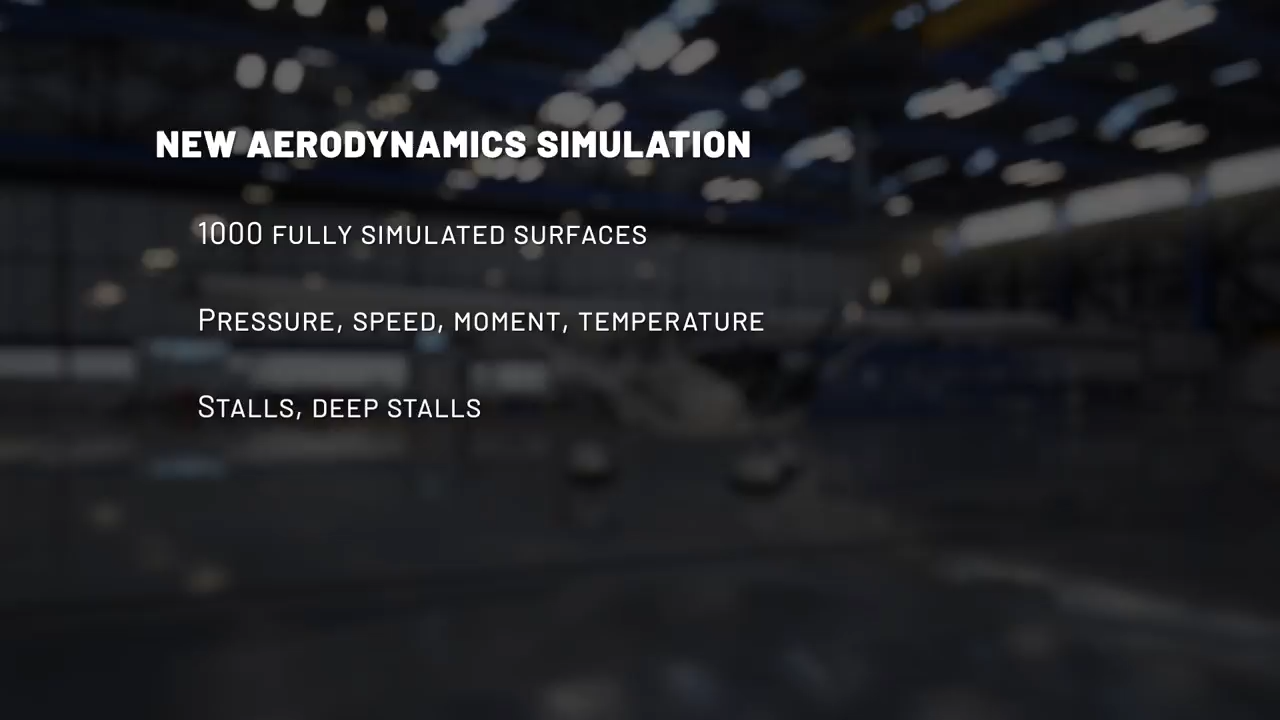 NEW AERODYNAMICS SIMULATION
1000 FULLY SIMULATED SURFACES
PRESSURE, SPEED, MOMENT, TEMPERATURE
STALLS, DEEP STALLS